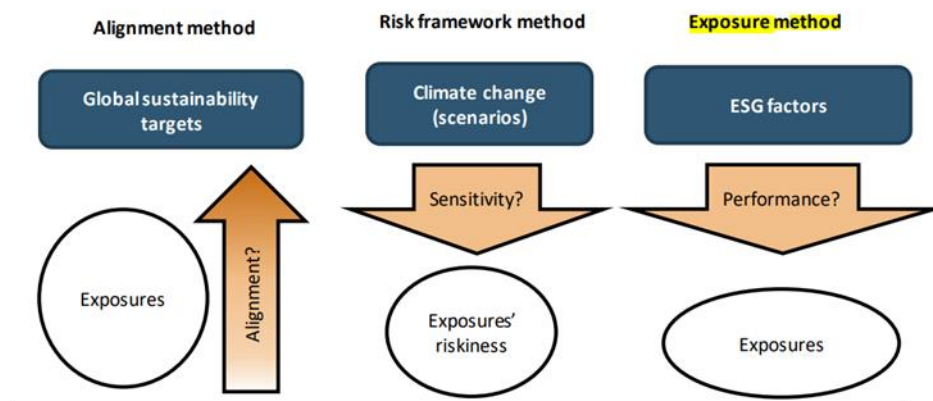 Alignment method
Risk framework method
Exposure method
Global sustainability
targets
Climate change
(scenarios)
ESG factors
Alignment?
Sensitivity?
Performance?
Exposures
Exposures’
riskiness
Exposures